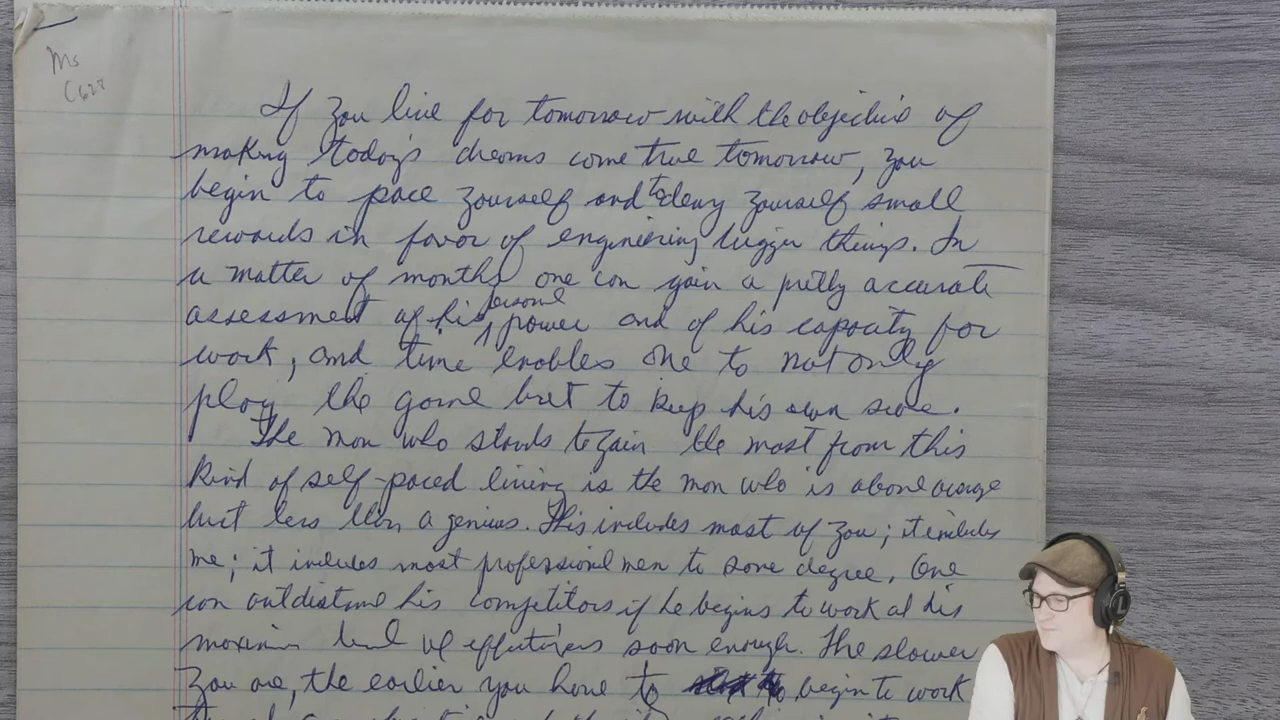 Ms
C627
If you live for tomorrow with the objective of
making today's dreams come true tomorrow, you
begin to pace yourself and to deny yourself small
rewards in favor of engineering bigger things. In
a matter of months one can gain a pretty accurate
assessment of his personal power and of his capacity for
work, and time enables one to not only
play the game but to keep his own score.
The man who stands to gain the most from this
kind of self-paced living is the man who is above average
but less than a genius. This includes most of you; it includes
me; it includes most professional men to some degree. One
can outdistance his competitors if he begins to work at his
maximum level of effectiveness soon enough. The slower
you are, the earlier you have to begin to work